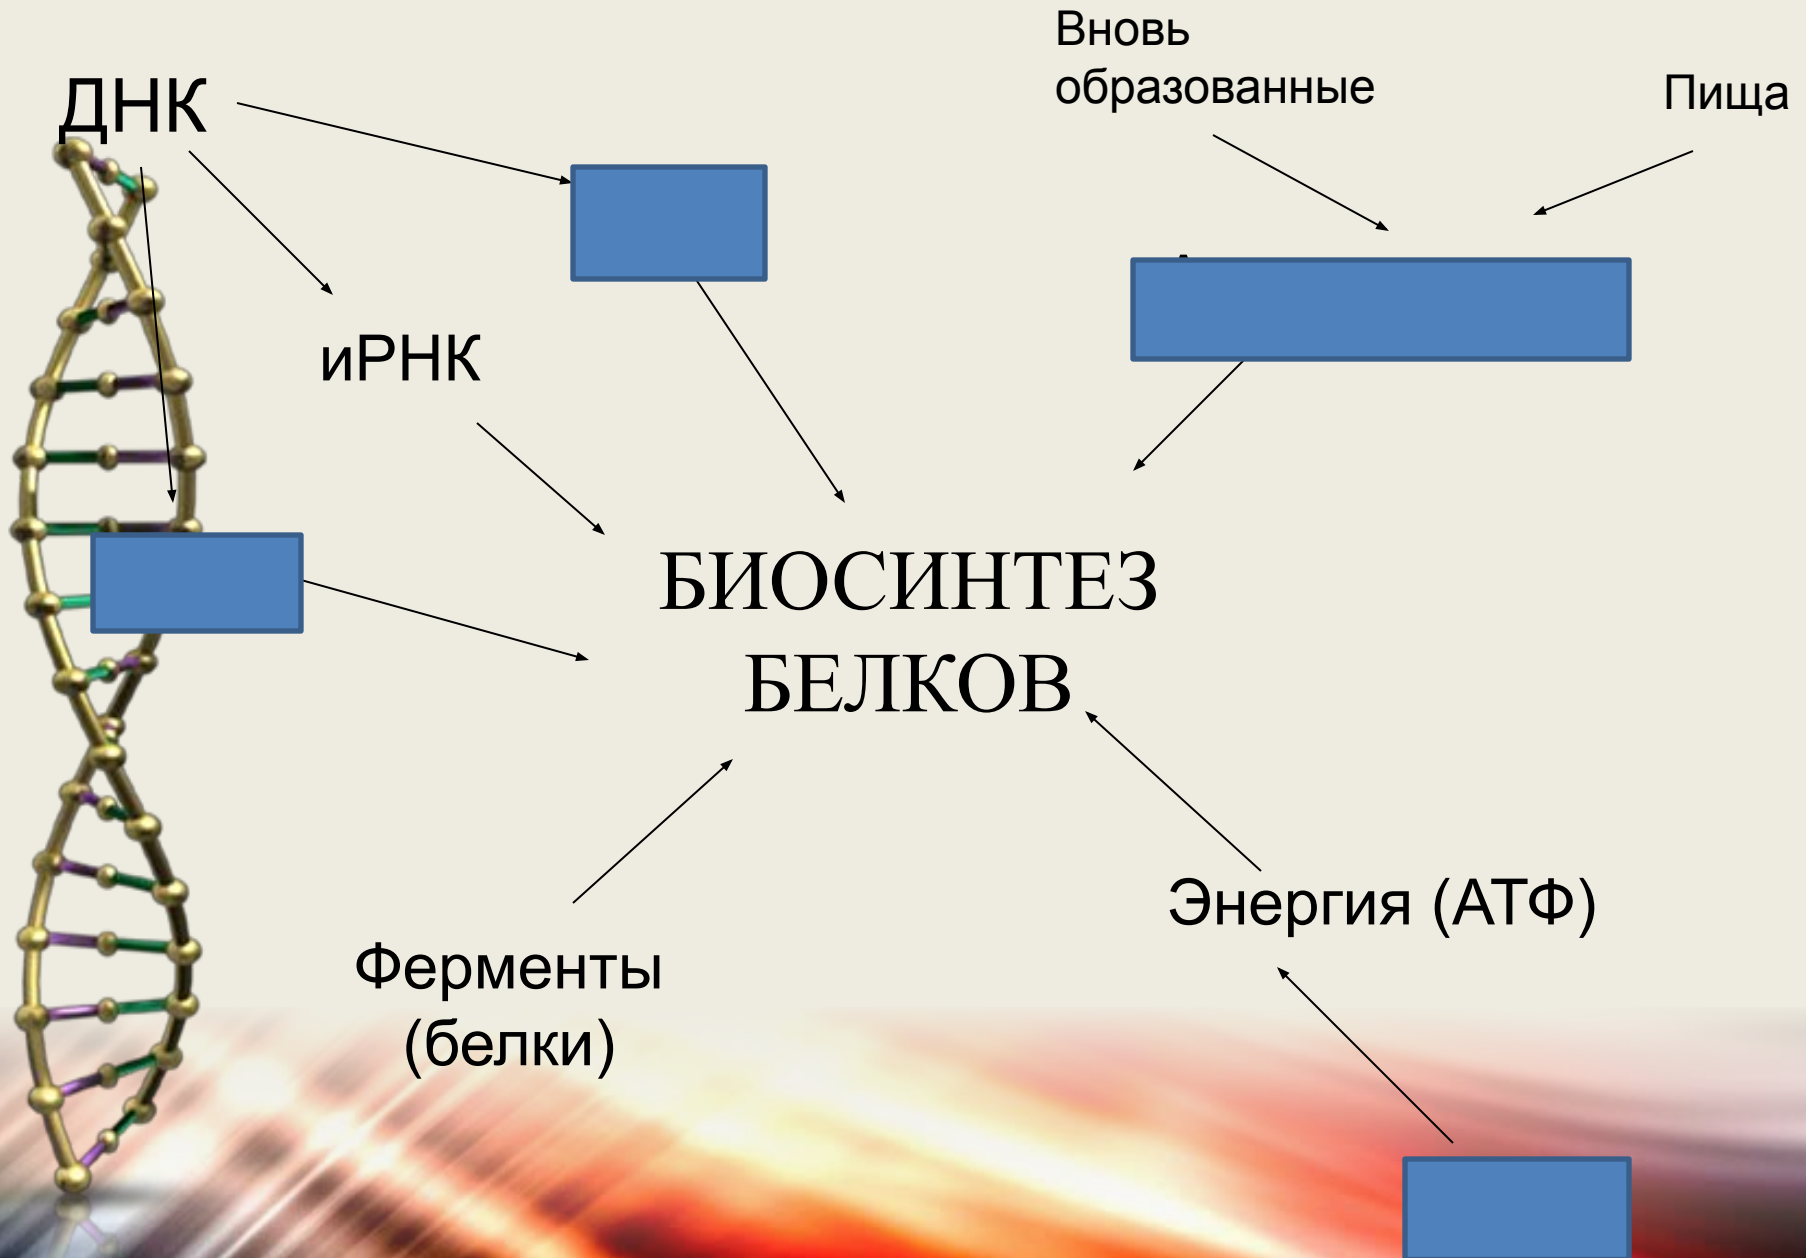 ДНК
Вновь
образованные
Пища
иРНК
БИОСИНТЕЗ
БЕЛКОВ
Энергия (АТФ)
Ферменты
(белки)